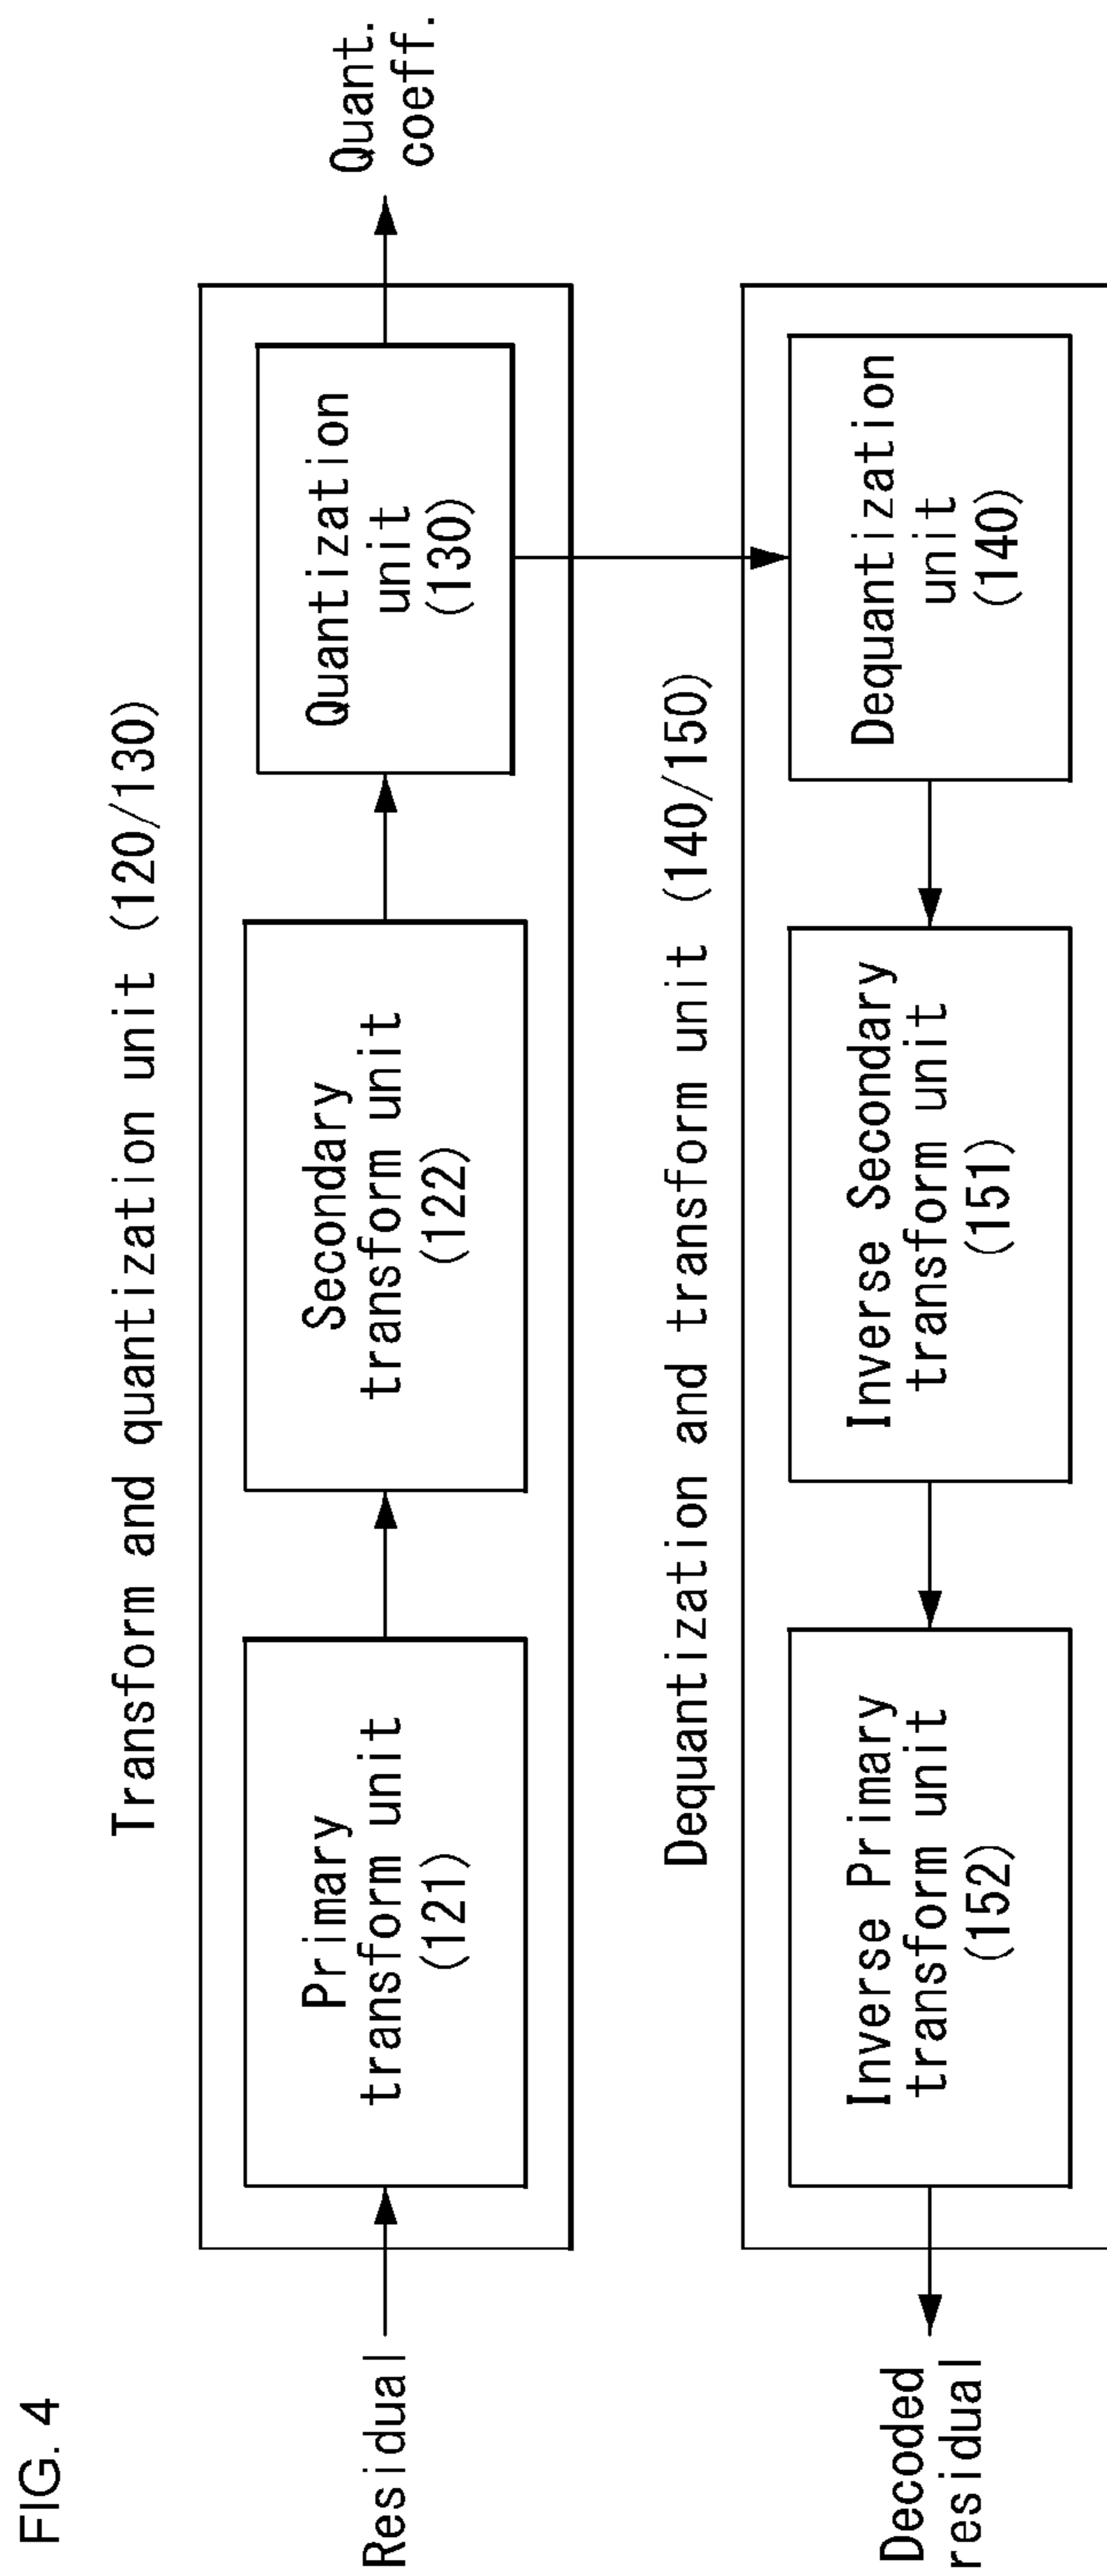 FIG. 4
Transform and quantization unit (120/130)
Residual
Primary
transform unit
(121)
Secondary
transform unit
(122)
Quantization
unit
(130)
Quant.
coeff.
Dequantization and transform unit (140/150)
Decoded
residual
Inverse Primary
transform unit
(152)
Inverse Secondary
transform unit
(151)
Dequantization
unit
(140)